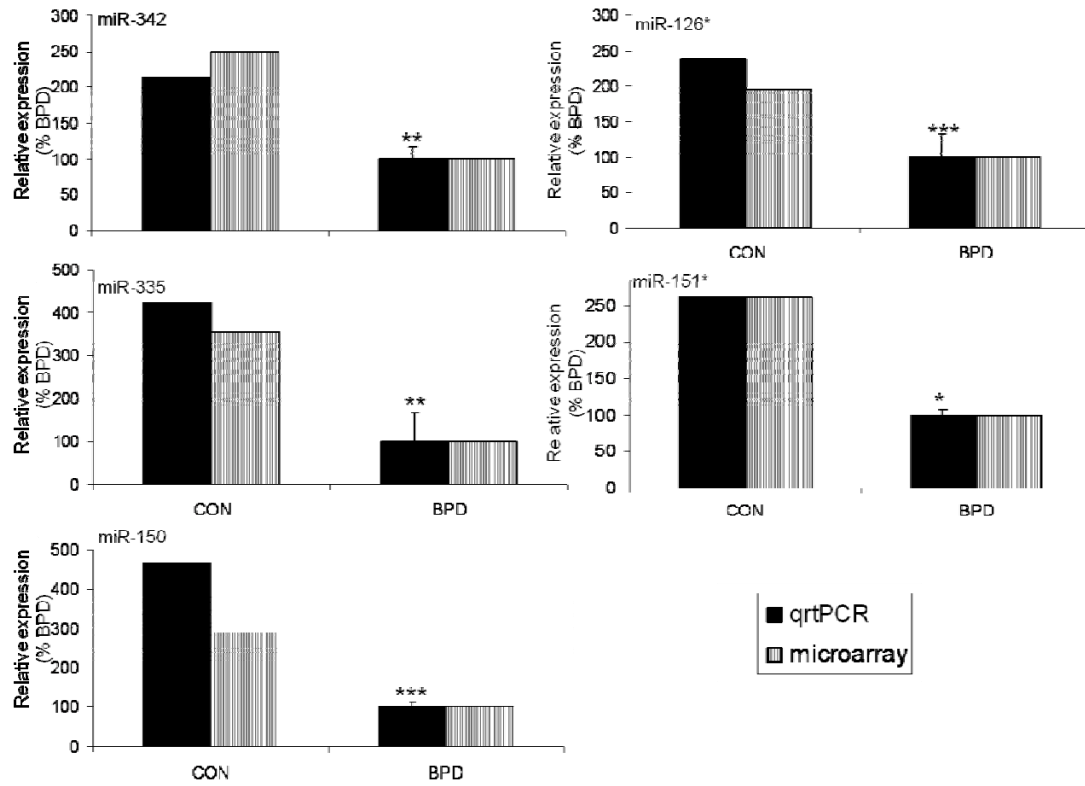 miR-342
Relative expression
(% BPD)
300
250
200
150
100
50
0
**
miR-126*
Relative expression
(% BPD)
300
250
200
150
100
50
0
***
CON
BPD
miR-335
Relative expression
(% BPD)
500
400
300
200
100
0
**
CON
BPD
miR-151*
Relative expression
(% BPD)
250
200
150
100
50
0
*
CON
BPD
miR-150
Relative expression
(% BPD)
500
400
300
200
100
0
***
CON
BPD
qrtPCR
microarray